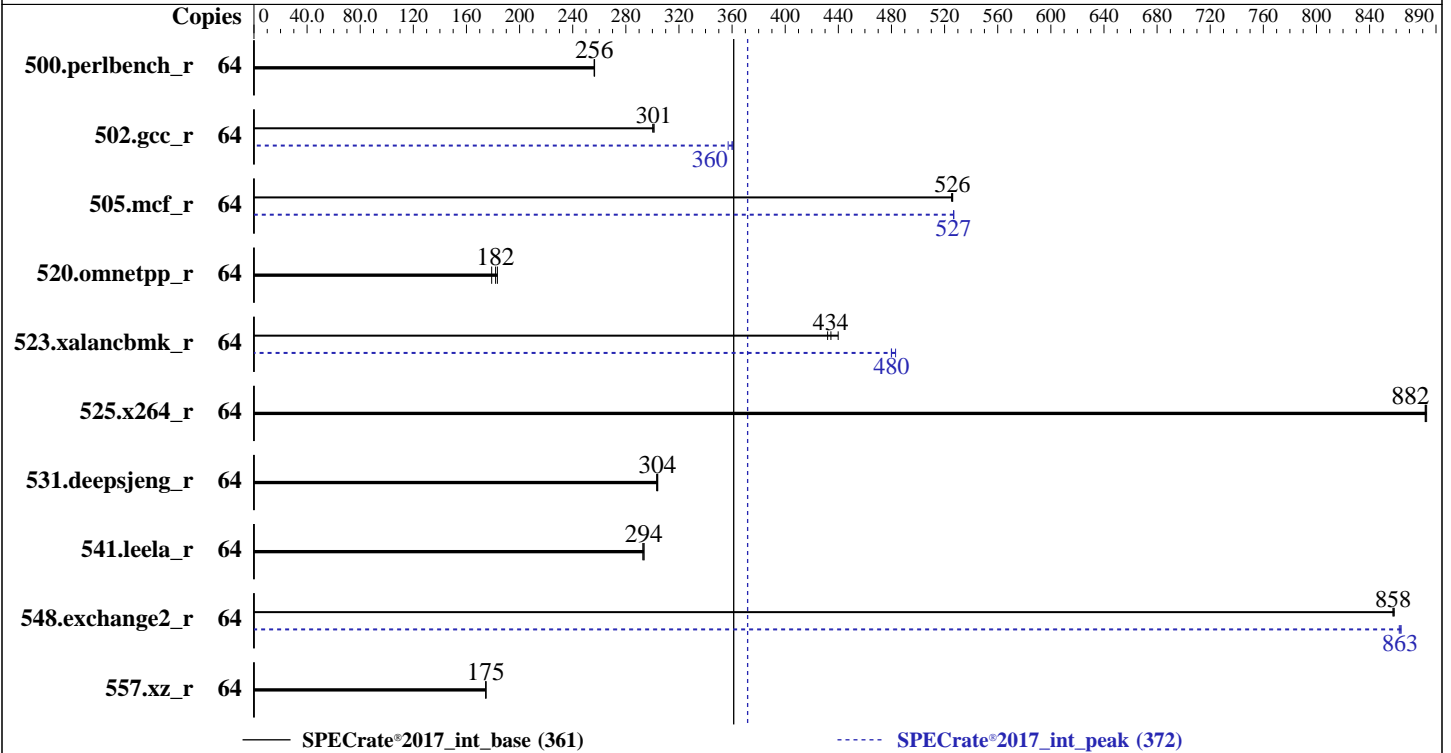 Copies 0 40.0 80.0 120 160 200 240 280 320 360 400 440 480 520 560 600 640 680 720 760 800 840 890
500.perlbench_r 64 256
502.gcc_r 64 301
360
505.mcf_r 64 526
527
520.omnetpp_r 64 182
523.xalancbmk_r 64 434
480
525.x264_r 64 882
531.deepsjeng_r 64 304
541.leela_r 64 294
548.exchange2_r 64 858
863
557.xz_r 64 175
SPECrate®2017_int_base (361) SPECrate®2017_int_peak (372)